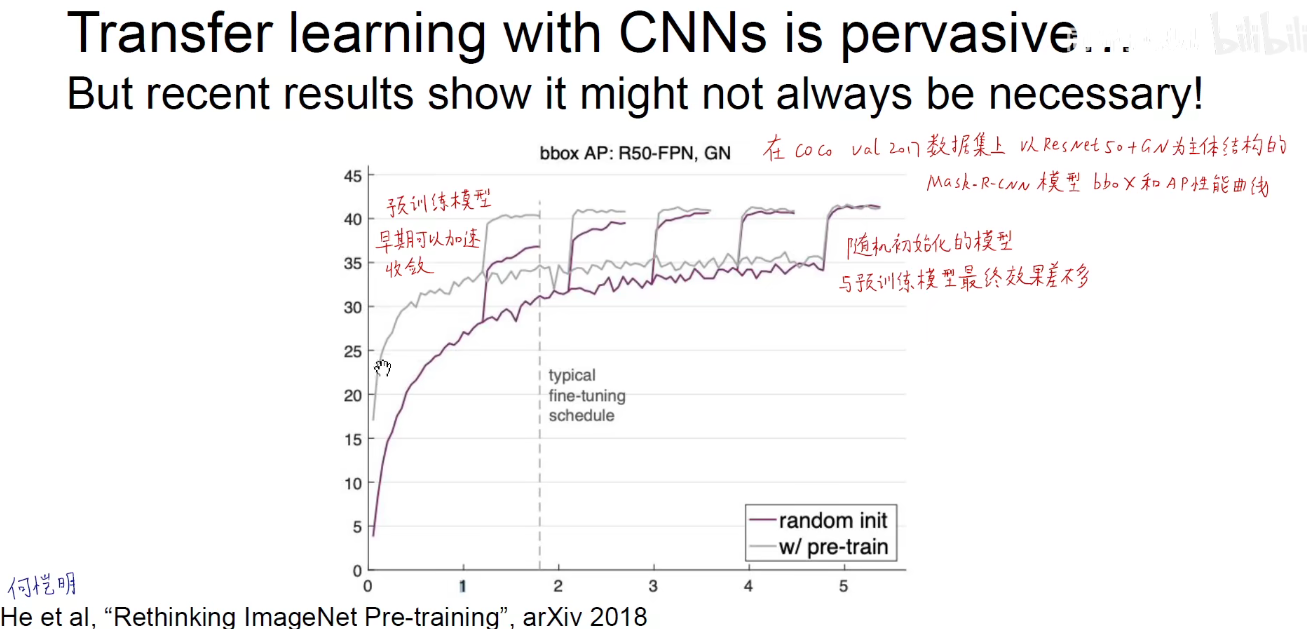 Transfer learning with CNNs is pervasive...
bilibili
But recent results show it might not always be necessary!
bbox AP: R50-FPN, GN
在 COCO val 2017 数据集上 以ResNet50+GN为主体结构的
Mask-R-CNN 模型 bbox和AP性能曲线
预训练模型
早期可以加速
收敛
随机初始化的模型
与预训练模型最终效果差不多
45
40
35
30
25
20
15
10
5
0
typical
fine-tuning
schedule
random init
w/ pre-train
0 1 2 3 4 5
何恺明
He et al, “Rethinking ImageNet Pre-training”, arXiv 2018